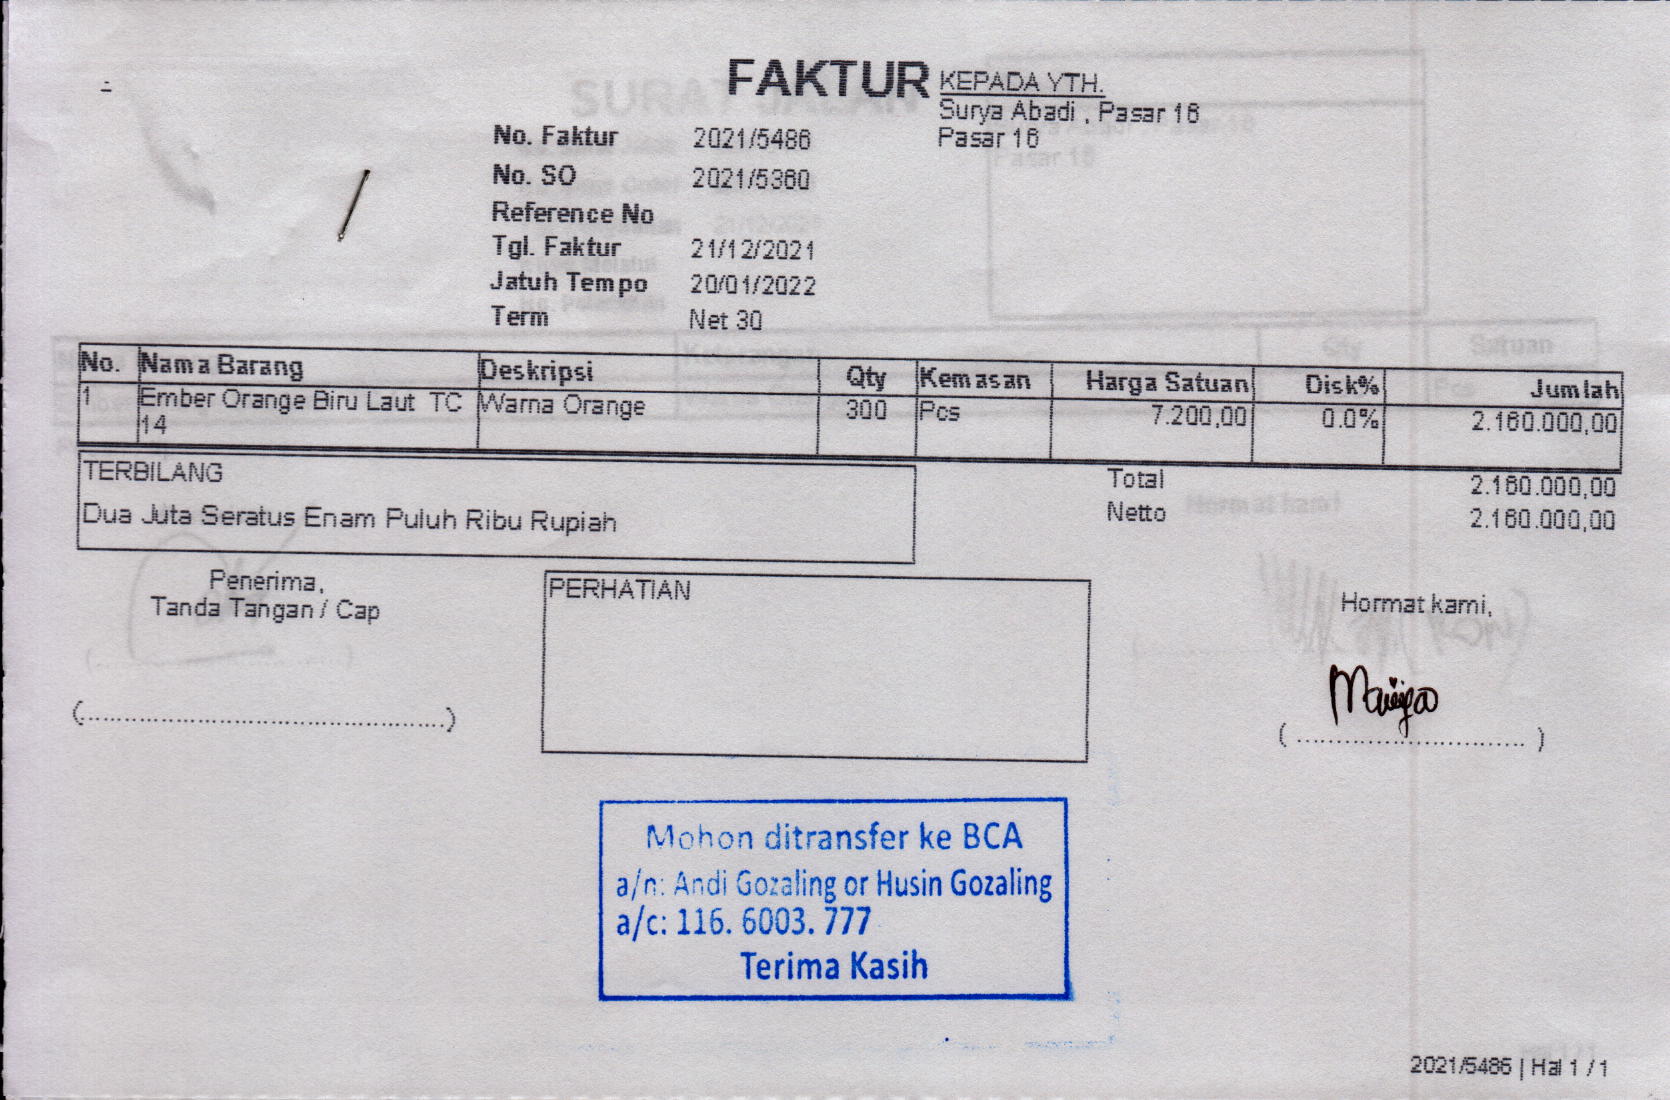 FAKTUR
KEPADA YTH.
Surya Abadi , Pasar 16
Pasar 16
No. Faktur 2021/5486
No. SO 2021/5360
Reference No
Tgl. Faktur 21/12/2021
Jatuh Tempo 20/01/2022
Term Net 30
No. Nama Barang Deskripsi Qty Kemasan Harga Satuan Disk% Jumlah
1 Ember Orange Biru Laut TC Warna Orange 300 Pcs 7.200,00 0.0% 2.160.000,00
14
TERBILANG
Dua Juta Seratus Enam Puluh Ribu Rupiah
Total 2.160.000,00
Netto 2.160.000,00
Penerima,
Tanda Tangan / Cap
PERHATIAN
Hormat kami,
(................................................)
( .............................. )
Mohon ditransfer ke BCA
a/n: Andi Gozaling or Husin Gozaling
a/c: 116. 6003. 777
Terima Kasih
2021/5486 | Hal 1 / 1